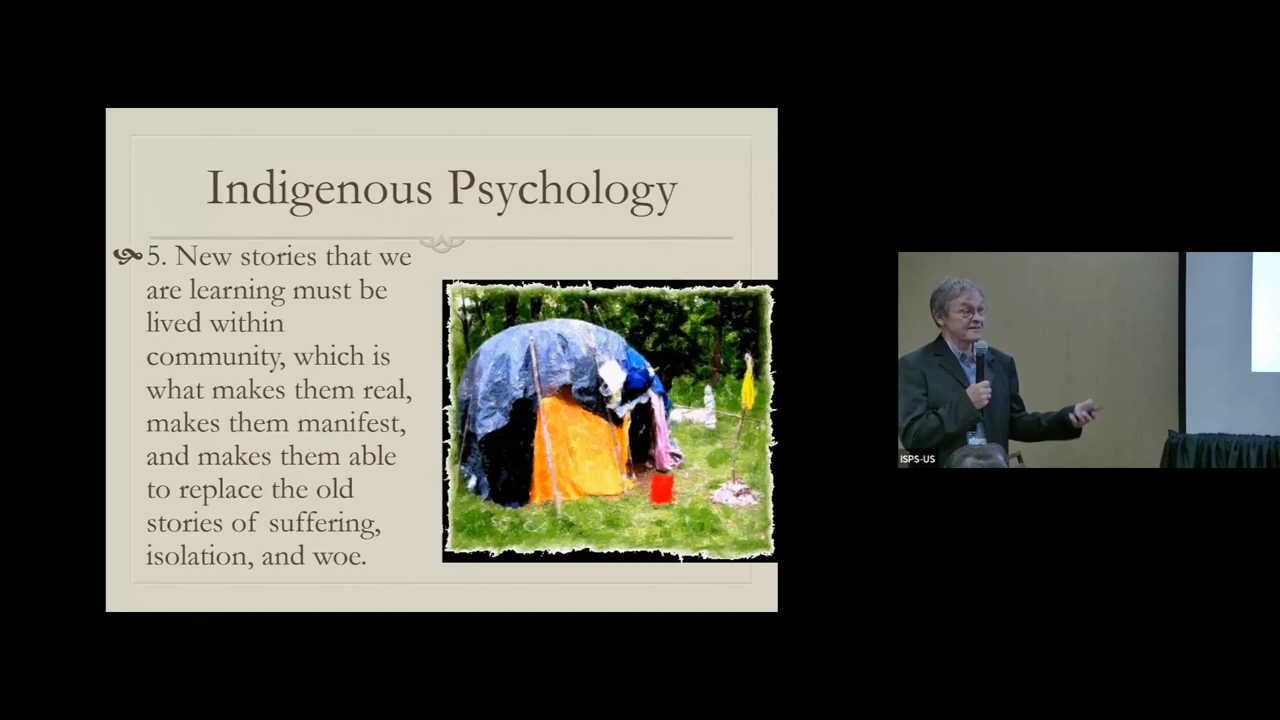 Indigenous Psychology
5. New stories that we
are learning must be
lived within
community, which is
what makes them real,
makes them manifest,
and makes them able
to replace the old
stories of suffering,
isolation, and woe.
ISPS-US